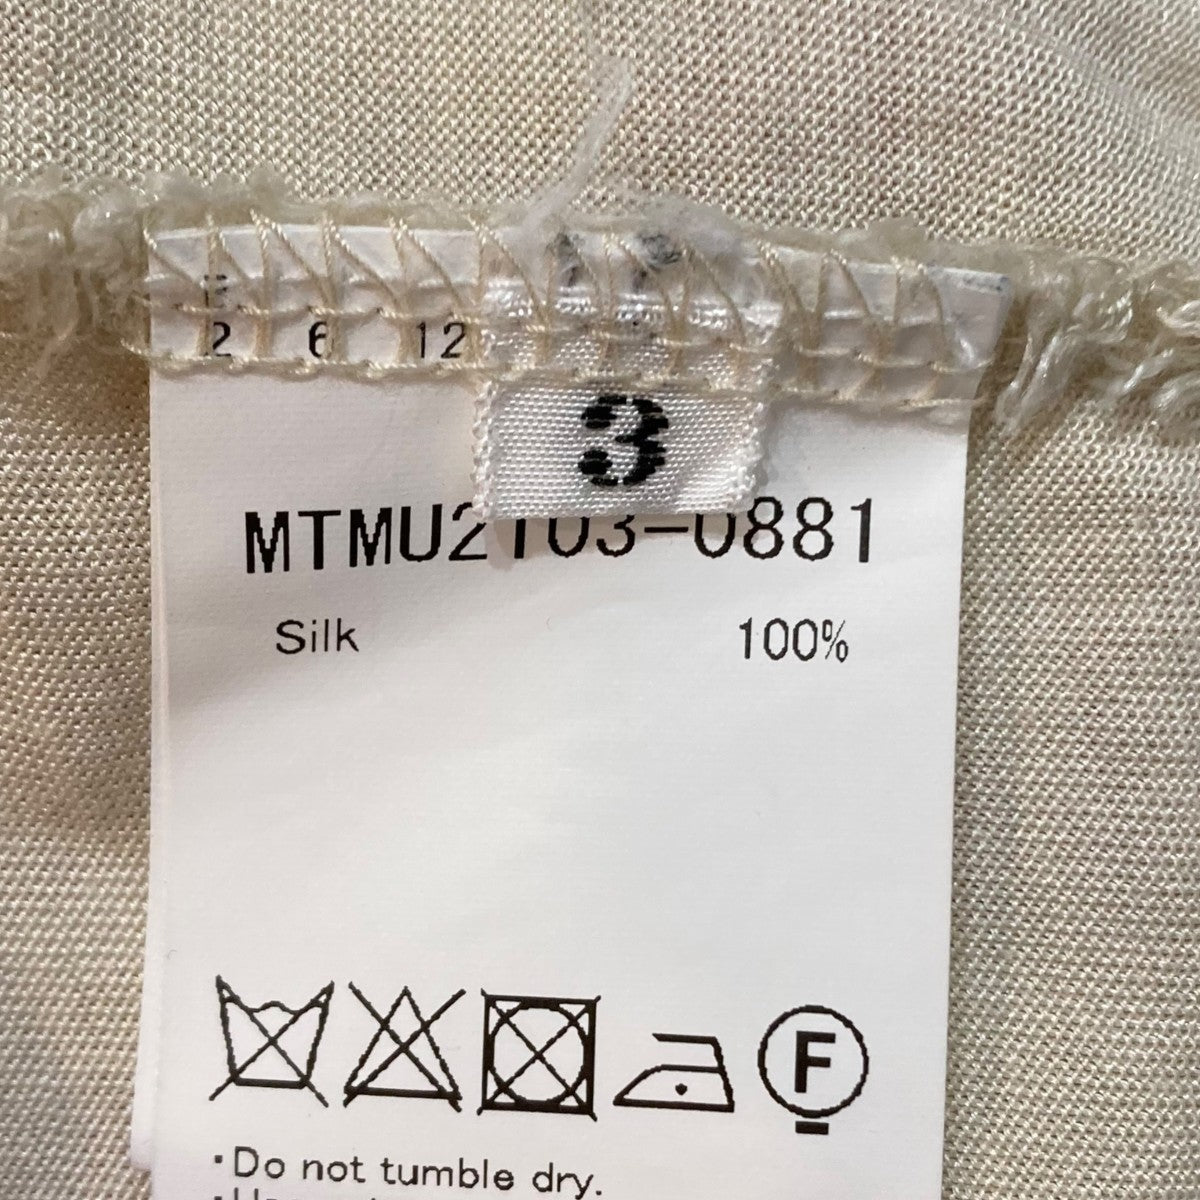 2 6 12
3
MTMU2103-0881
Silk 100%
F
·Do not tumble dry.